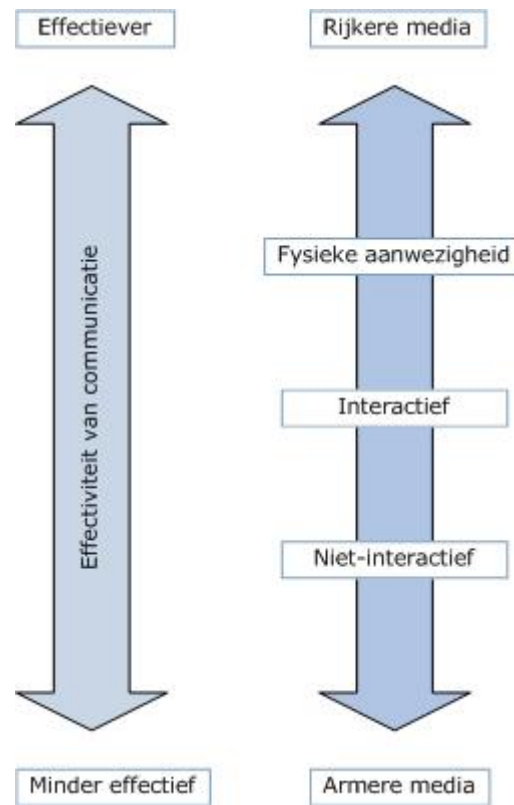 Effectiever
Rijkere media
Effectiviteit van communicatie
Fysieke aanwezigheid
Interactief
Niet-interactief
Minder effectief
Armere media